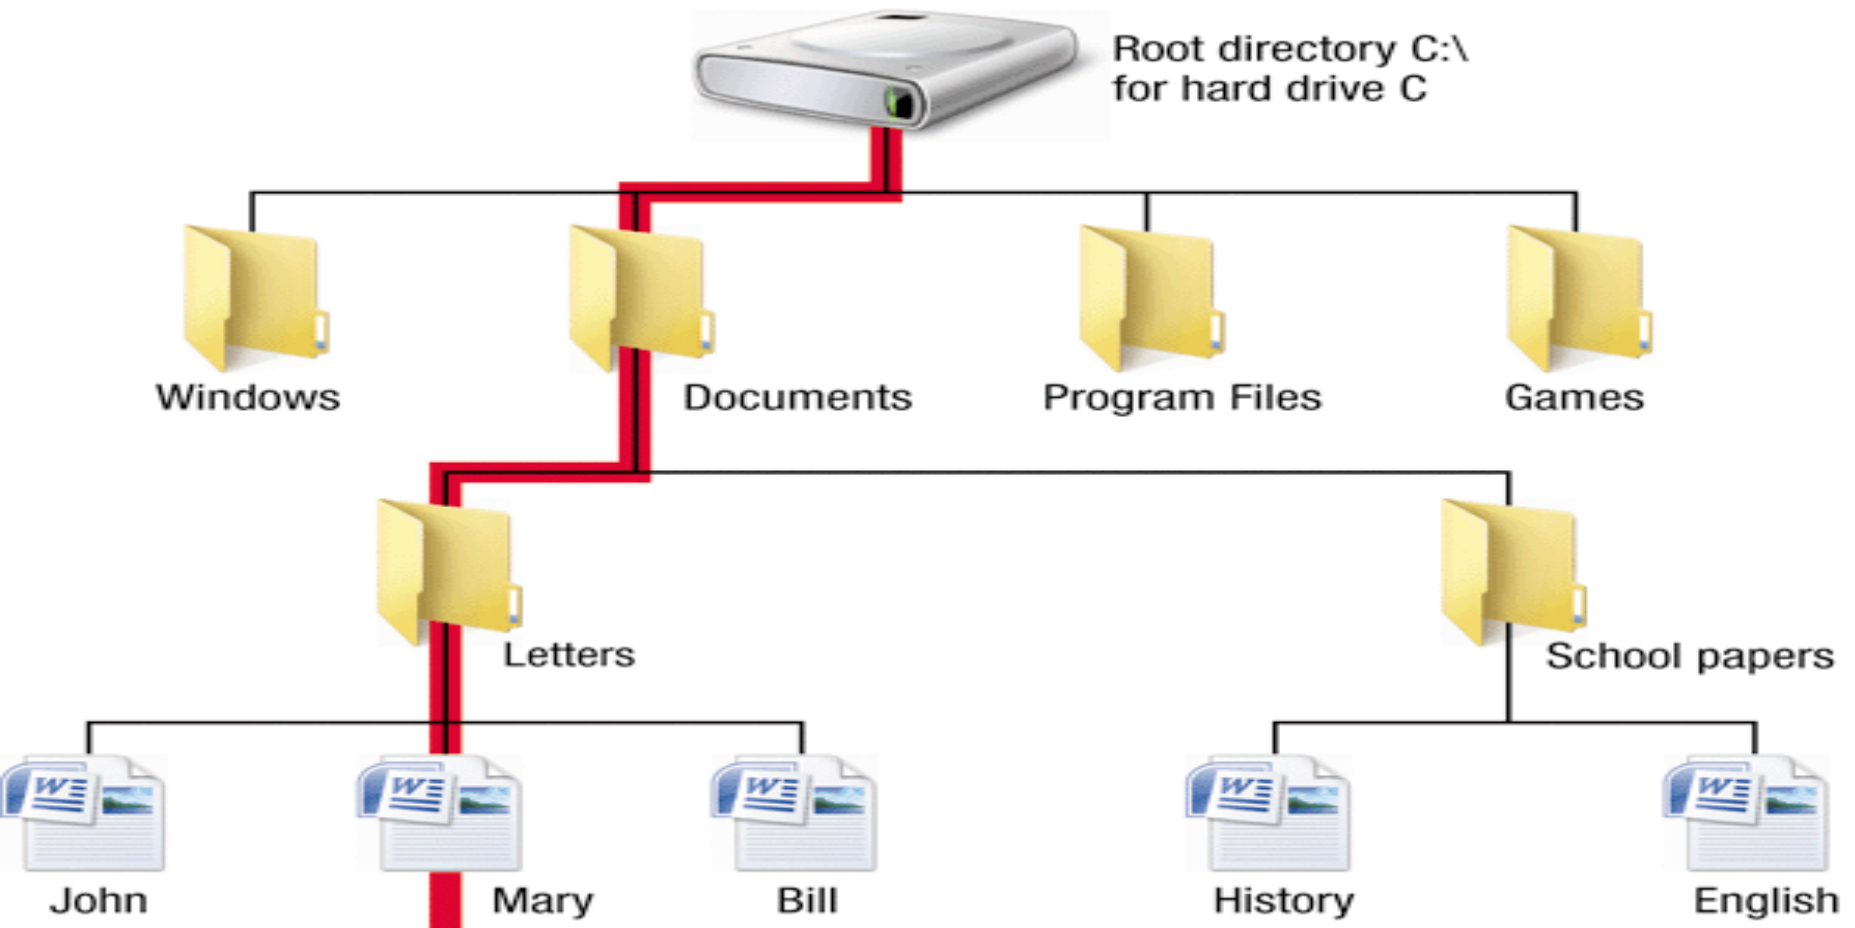 Root directory C:\
for hard drive C
Windows
Documents
Program Files
Games
Letters
School papers
W
W
W
W
W
John
Mary
Bill
History
English